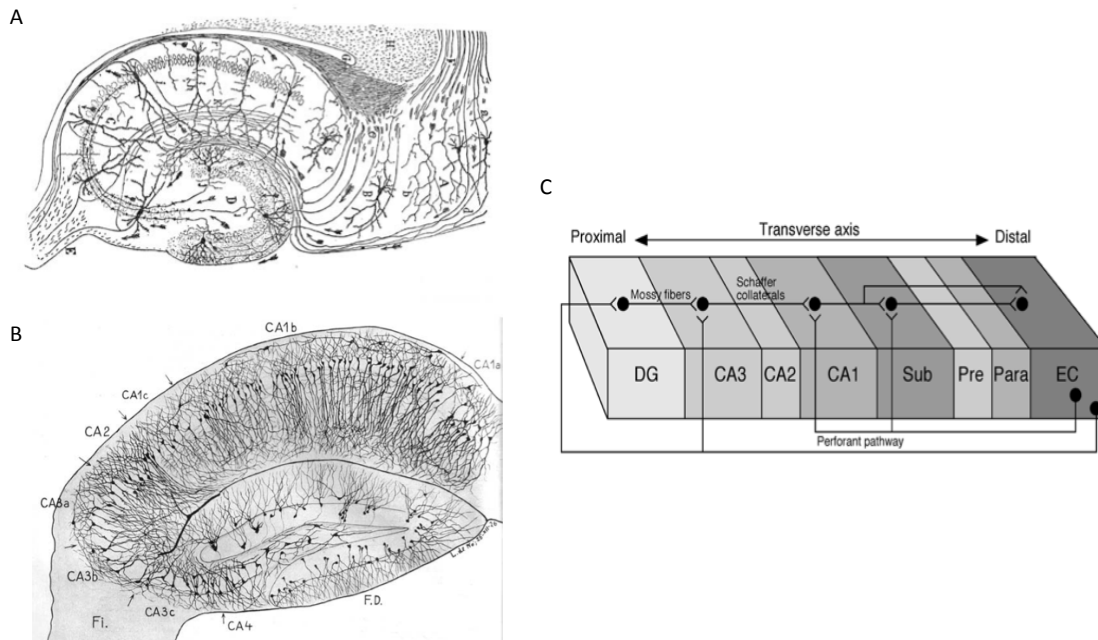 A
H
G
F
C
B
C
B
D
A
J
D
E
B
CA1b
CA1a
CA1c
CA2
CA3a
CA3b
CA3c
CA4
Fi.
F.D.
C
Proximal
Transverse axis
Distal
Mossy fibers
Schaffer
collaterals
DG
CA3
CA2
CA1
Sub
Pre
Para
EC
Perforant pathway